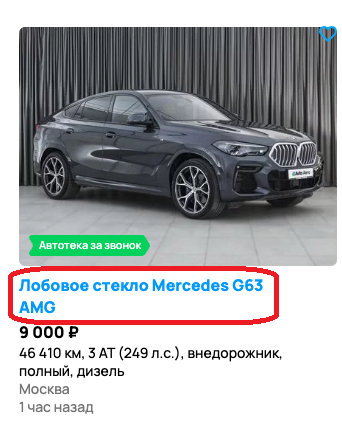 Автотека за звонок
Лобовое стекло Mercedes G63
AMG
9 000 ₽
46 410 км, 3 AT (249 л.с.), внедорожник,
полный, дизель
Москва
1 час назад